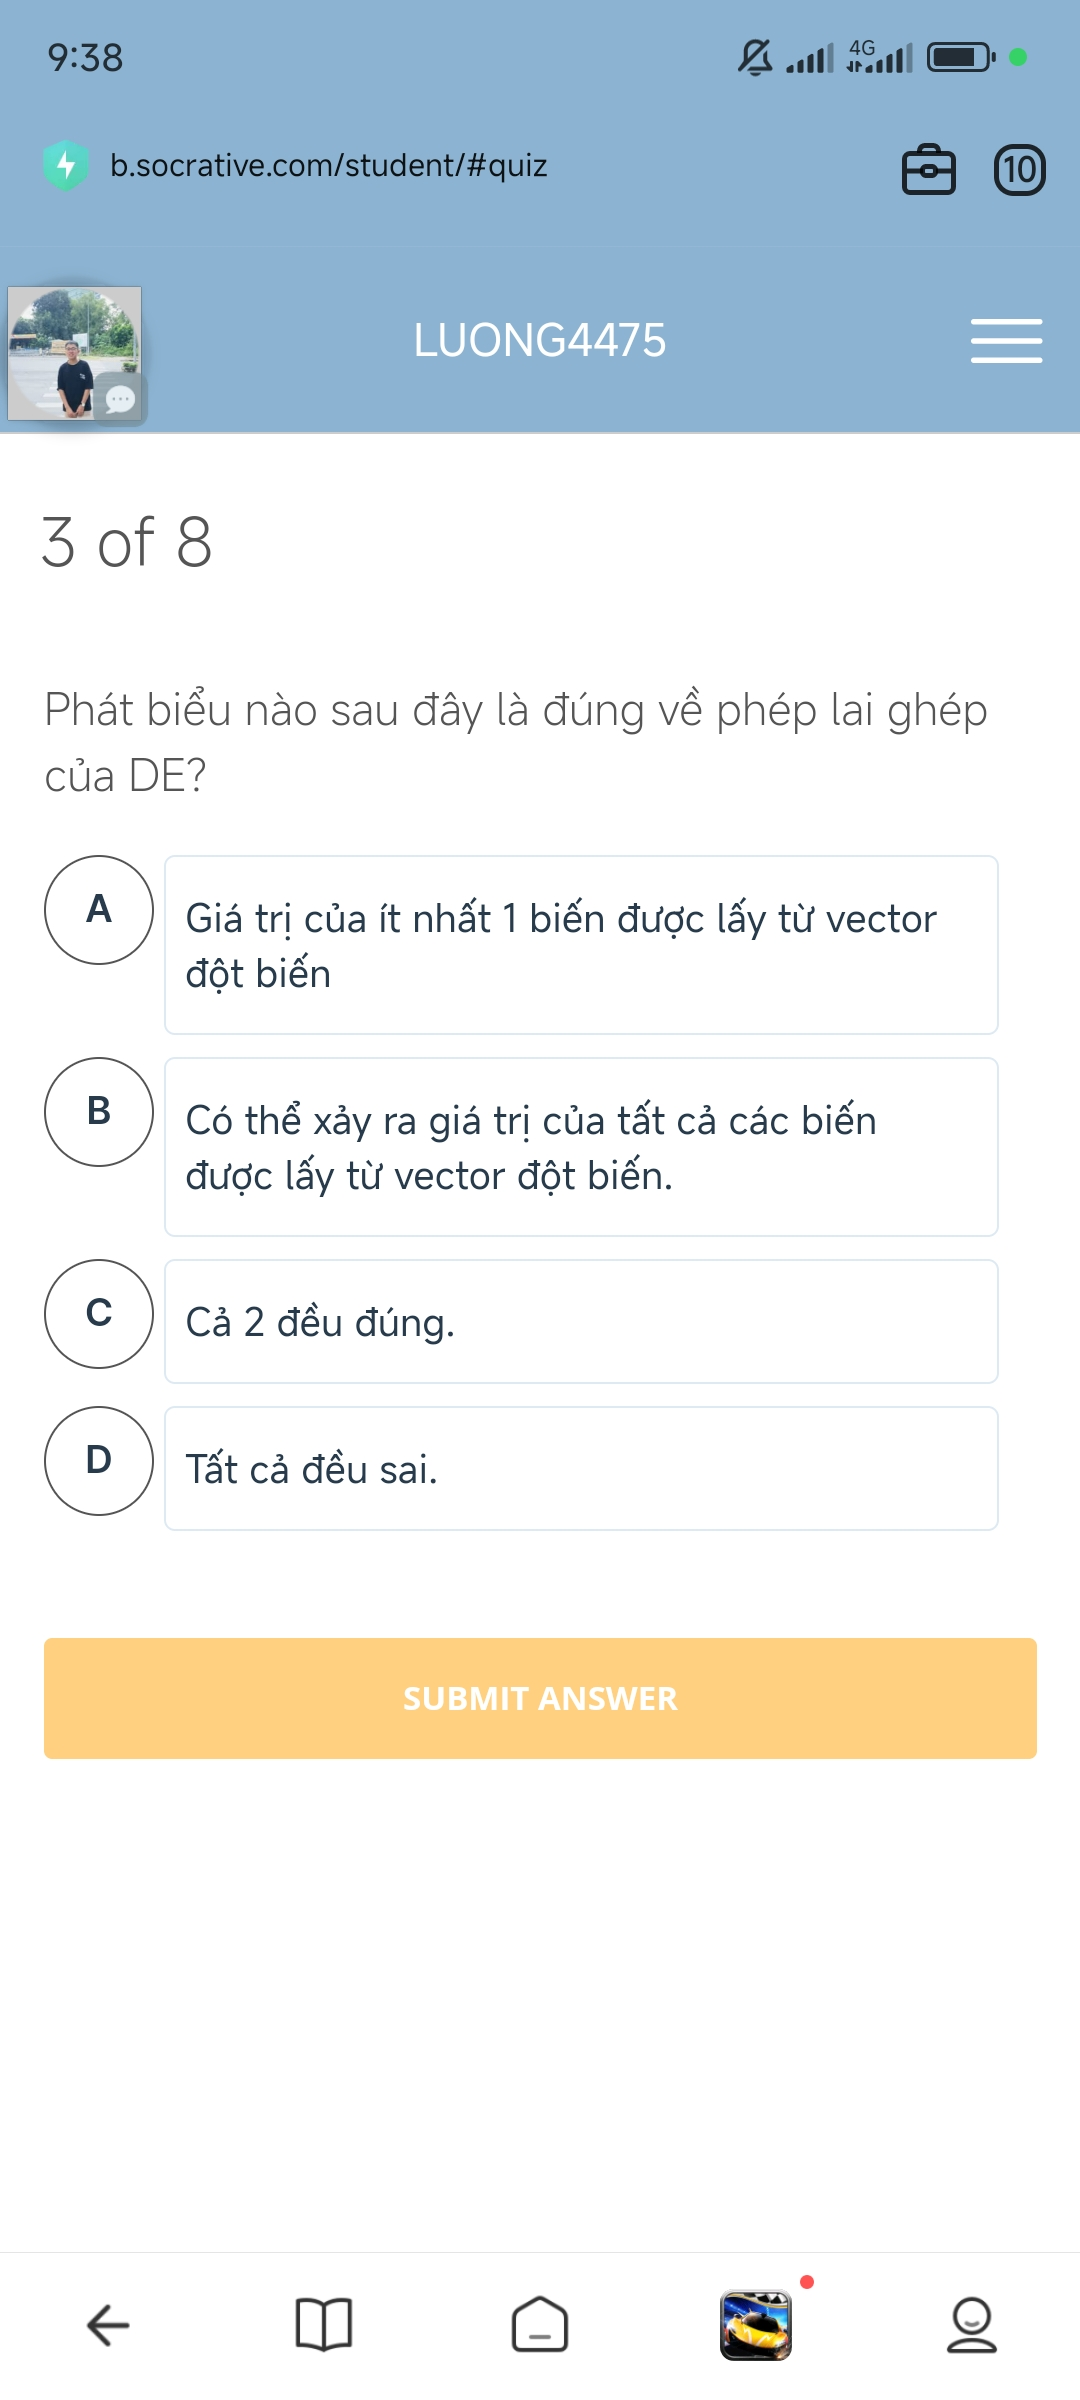 9:38
4G
b.socrative.com/student/#quiz
10
LUONG4475
3 of 8
Phát biểu nào sau đây là đúng về phép lai ghép
của DE?
A
Giá trị của ít nhất 1 biến được lấy từ vector
đột biến
B
Có thể xảy ra giá trị của tất cả các biến
được lấy từ vector đột biến.
C
Cả 2 đều đúng.
D
Tất cả đều sai.
SUBMIT ANSWER